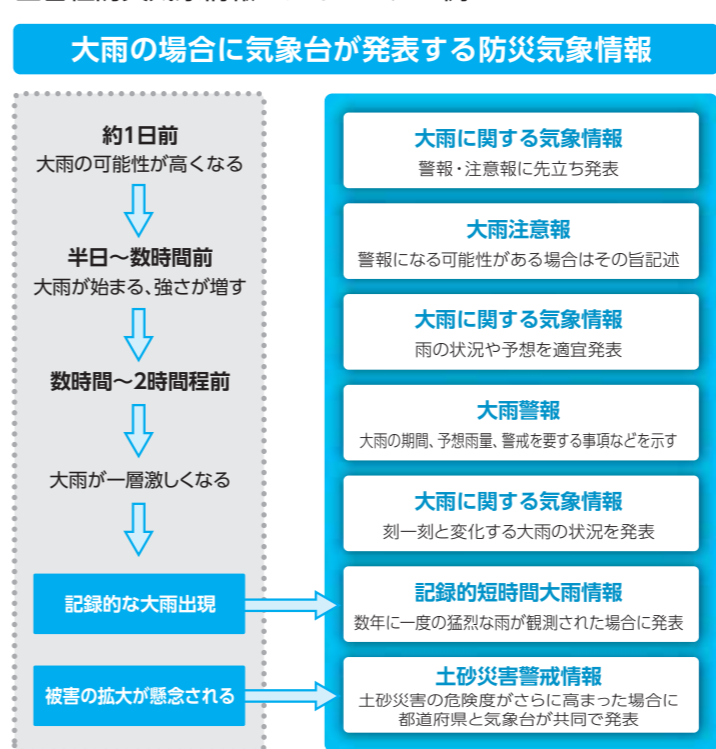 大雨の場合に気象台が発表する防災気象情報
約1日前
大雨の可能性が高くなる
半日〜数時間前
大雨が始まる、強さが増す
数時間〜2時間程前
大雨が一層激しくなる
記録的な大雨出現
被害の拡大が懸念される
大雨に関する気象情報
警報・注意報に先立ち発表
大雨注意報
警報になる可能性がある場合はその旨記述
大雨に関する気象情報
雨の状況や予想を適宜発表
大雨警報
大雨の期間、予想雨量、警戒を要する事項などを示す
大雨に関する気象情報
刻一刻と変化する大雨の状況を発表
記録的短時間大雨情報
数年に一度の猛烈な雨が観測された場合に発表
土砂災害警戒情報
土砂災害の危険度がさらに高まった場合に
都道府県と気象台が共同で発表